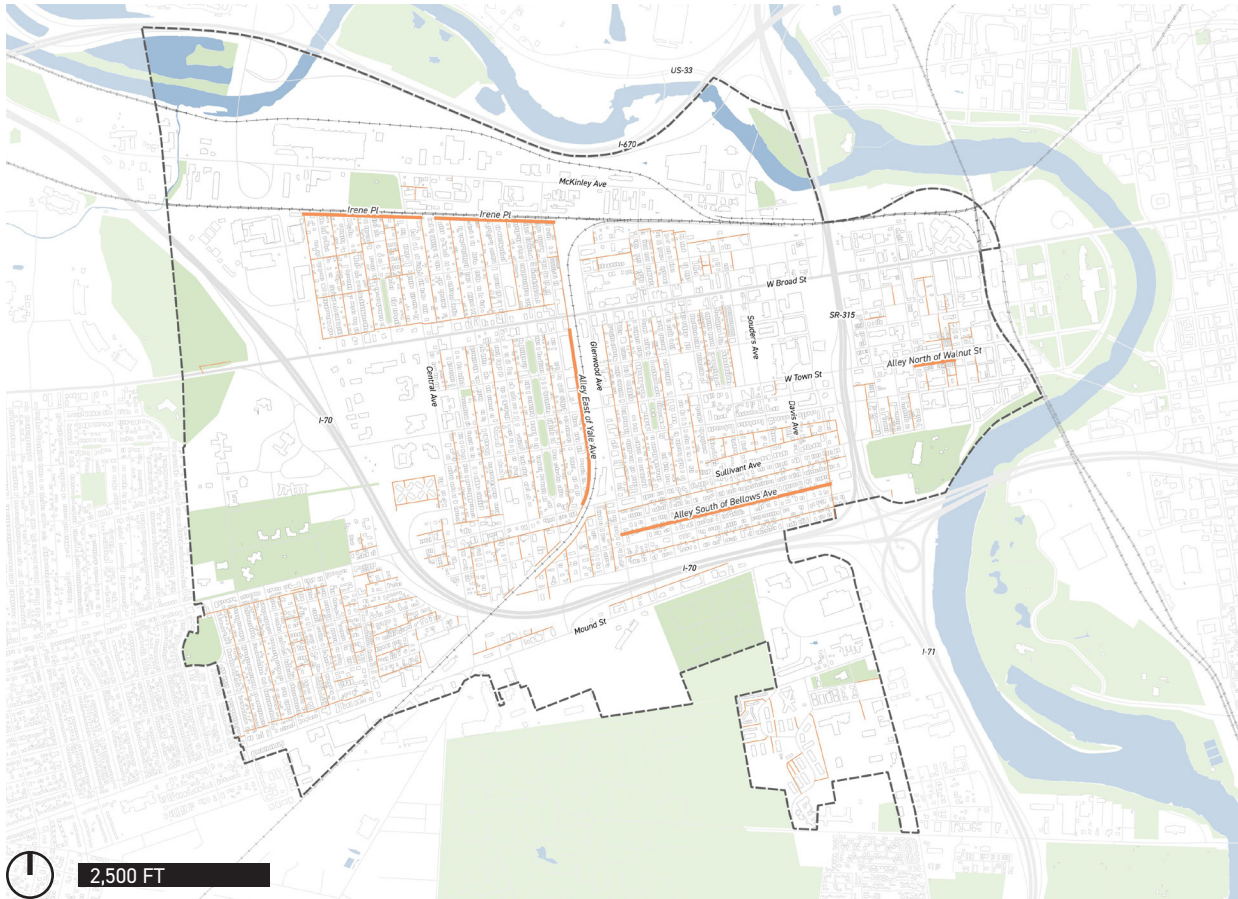 US-33
I-670
McKinley Ave
Irene Pl
Irene Pl
W Broad St
SR-315
Souders Ave
Glenwood Ave
Alley North of Walnut St
Central Ave
W Town St
Alley East of Yale Ave
Davis Ave
I-70
Sullivant Ave
Alley South of Bellows Ave
I-70
Mound St
I-71
2,500 FT